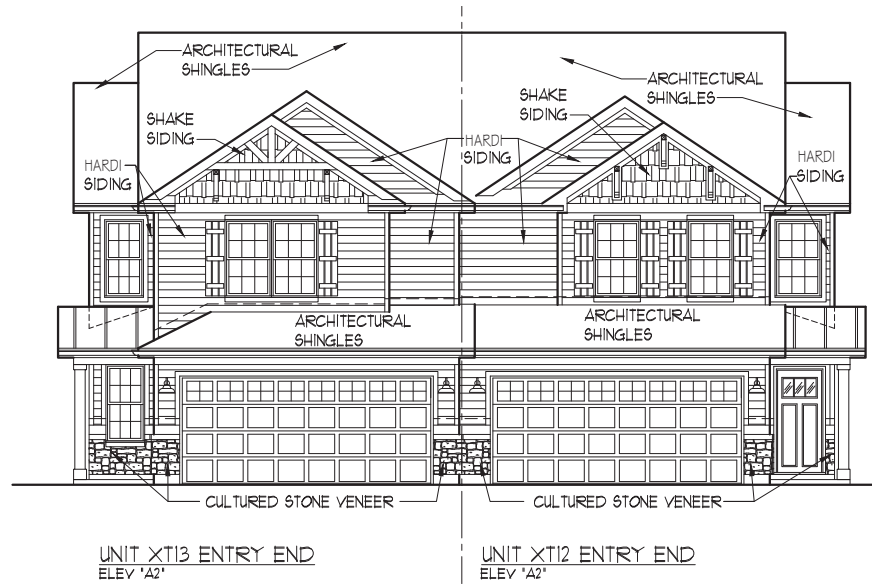 ARCHITECTURAL
SHINGLES
ARCHITECTURAL
SHINGLES
SHAKE
SIDING
SHAKE
SIDING
HARDI
SIDING
HARDI
SIDING
HARDI
SIDING
ARCHITECTURAL
SHINGLES
ARCHITECTURAL
SHINGLES
CULTURED STONE VENEER
CULTURED STONE VENEER
UNIT XT13 ENTRY END
ELEV "A2"
UNIT XT12 ENTRY END
ELEV "A2"